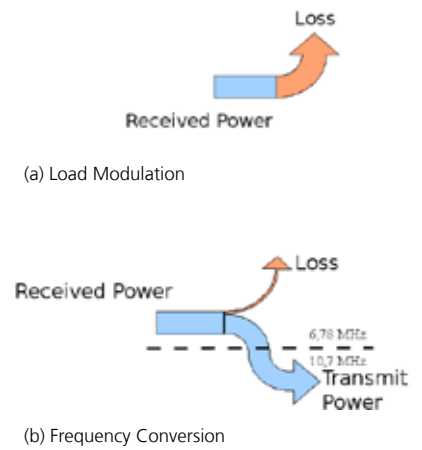 Loss
Received Power
(a) Load Modulation
Loss
Received Power
6,78 MHz
10,7 MHz
Transmit
Power
(b) Frequency Conversion